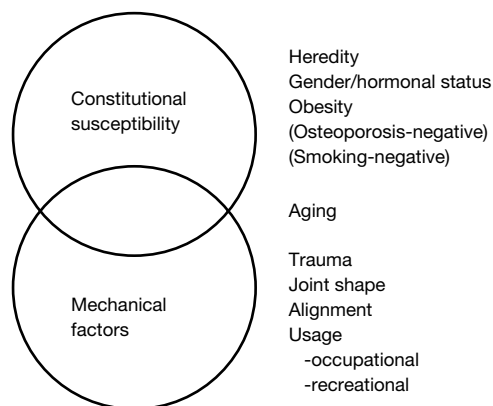 Constitutional
susceptibility
Heredity
Gender/hormonal status
Obesity
(Osteoporosis-negative)
(Smoking-negative)
Aging
Mechanical
factors
Trauma
Joint shape
Alignment
Usage
-occupational
-recreational